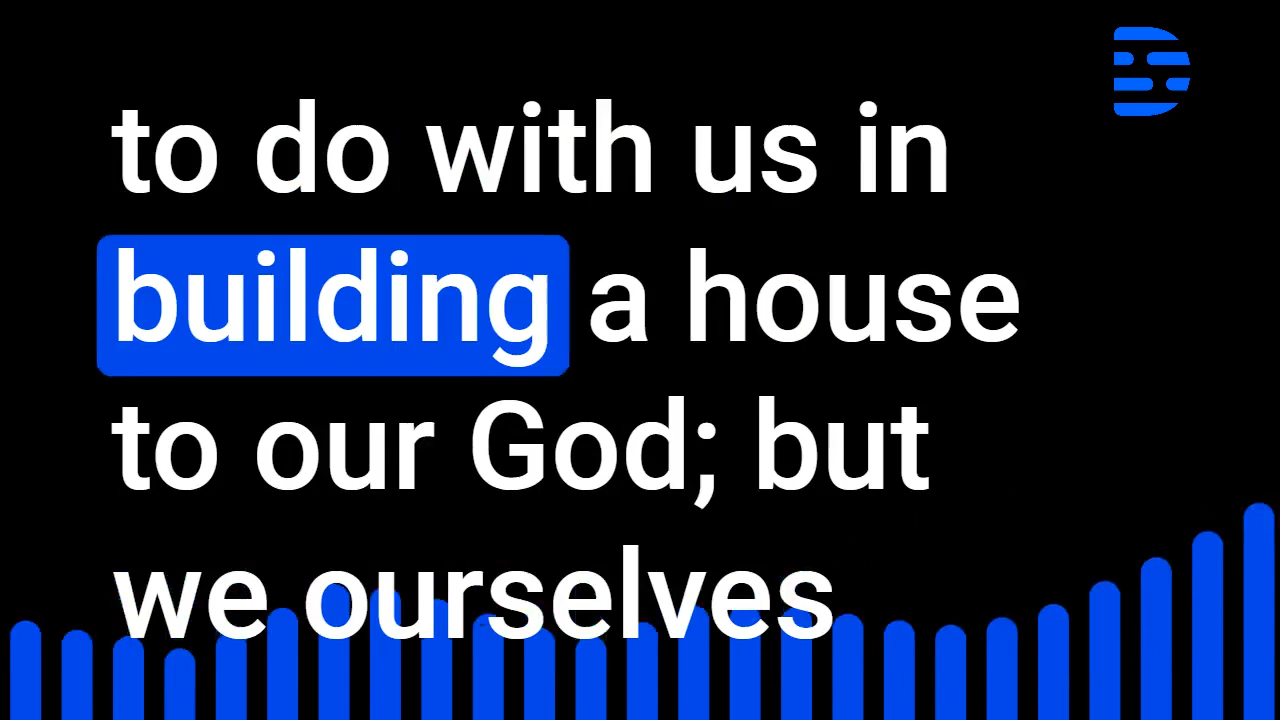 to do with us in
building a house
to our God; but
we ourselves